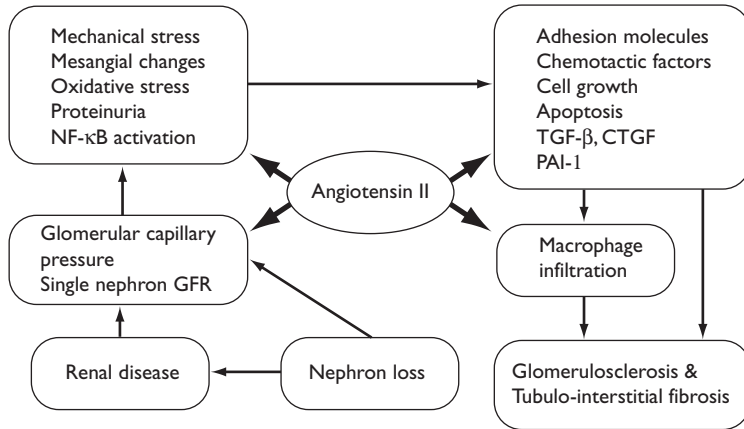 Mechanical stress
Mesangial changes
Oxidative stress
Proteinuria
NF-κB activation
Adhesion molecules
Chemotactic factors
Cell growth
Apoptosis
TGF-β, CTGF
PAI-1
Angiotensin II
Glomerular capillary
pressure
Single nephron GFR
Macrophage
infiltration
Renal disease
Nephron loss
Glomerulosclerosis &
Tubulo-interstitial fibrosis